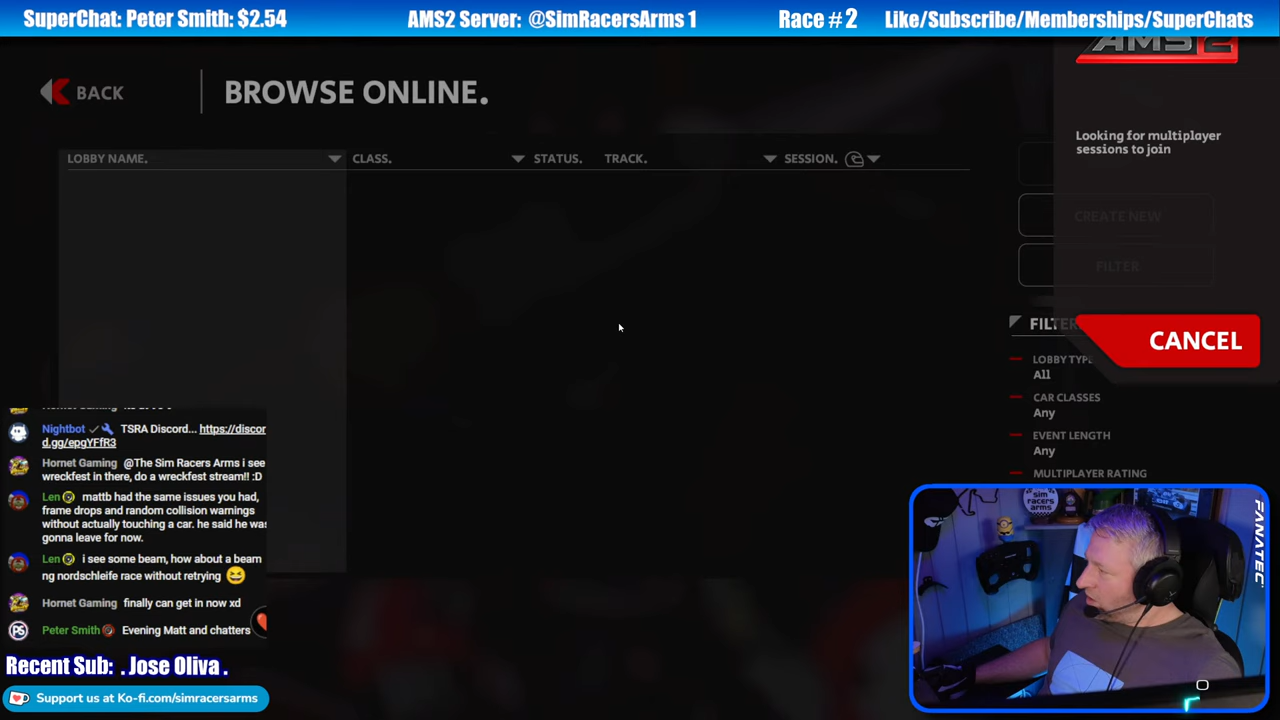 SuperChat: Peter Smith: $2.54 AMS2 Server: @SimRacersArms 1 Race #2 Like/Subscribe/Memberships/SuperChats
AMS2
BACK BROWSE ONLINE.
Looking for multiplayer
sessions to join
LOBBY NAME. CLASS. STATUS. TRACK. SESSION.
CREATE NEW
FILTER
FILTE
CANCEL
LOBBY TYPE
All
CAR CLASSES
Any
EVENT LENGTH
Any
MULTIPLAYER RATING
Nightbot TSRA Discord... https://discor
d.gg/epgYFfR3
Hornet Gaming @The Sim Racers Arms i see
wreckfest in there, do a wreckfest stream!! :D
Len mattb had the same issues you had,
frame drops and random collision warnings
without actually touching a car. he said he was
gonna leave for now.
Len i see some beam, how about a beam
ng nordschleife race without retrying
Hornet Gaming finally can get in now xd
PS Peter Smith Evening Matt and chatters
Recent Sub: . Jose Oliva .
Support us at Ko-fi.com/simracersarms
sim
racers
arms
FANATEC